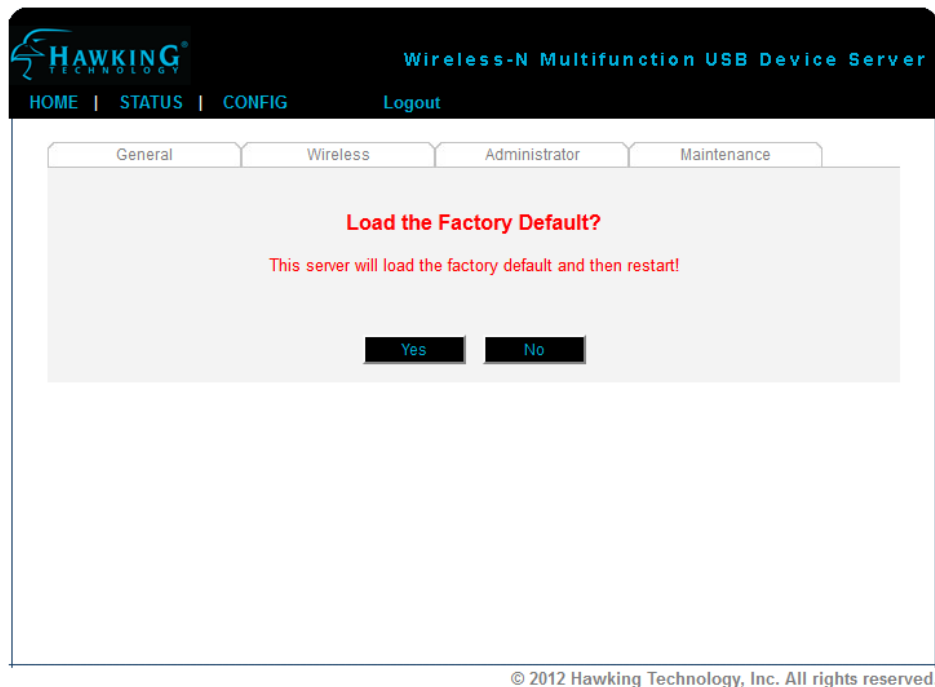 HAWKING®
TECHNOLOGY
Wireless-N Multifunction USB Device Server
HOME | STATUS | CONFIG Logout
General Wireless Administrator Maintenance
Load the Factory Default?
This server will load the factory default and then restart!
Yes No
© 2012 Hawking Technology, Inc. All rights reserved